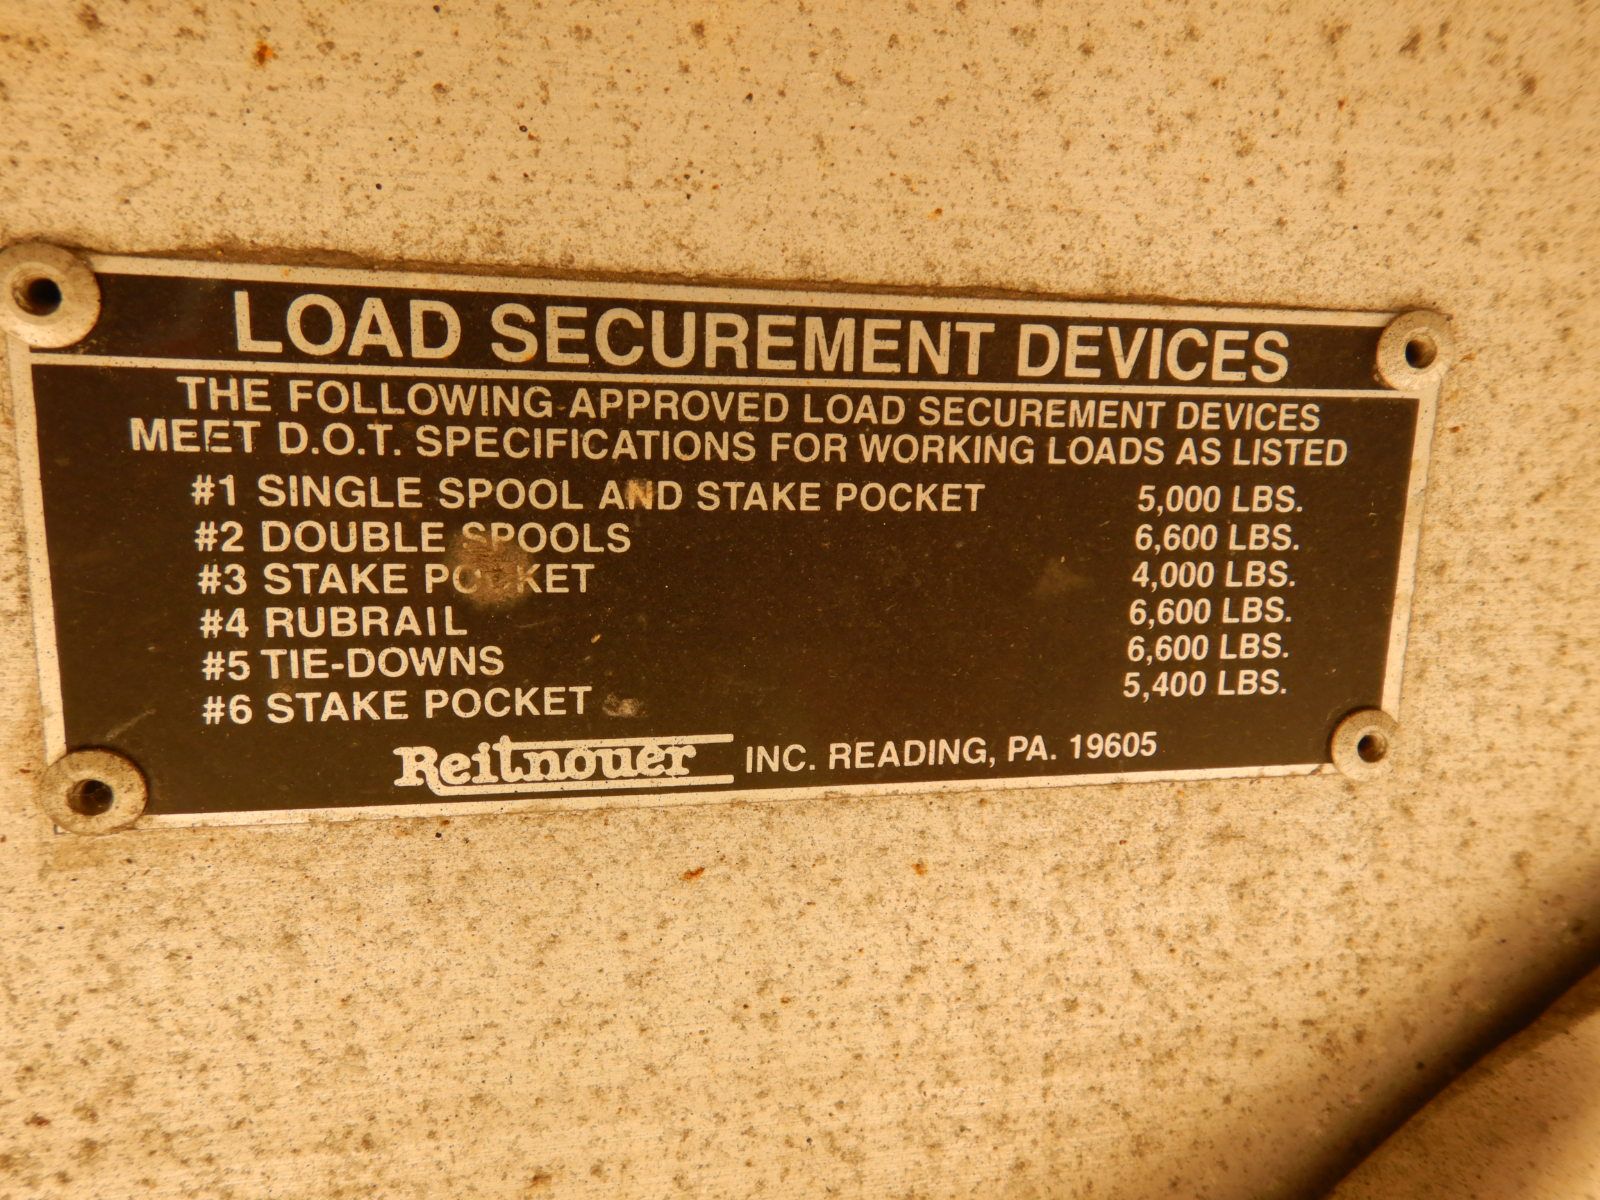 LOAD SECUREMENT DEVICES
THE FOLLOWING APPROVED LOAD SECUREMENT DEVICES
MEET D.O.T. SPECIFICATIONS FOR WORKING LOADS AS LISTED
#1 SINGLE SPOOL AND STAKE POCKET 5,000 LBS.
#2 DOUBLE SPOOLS 6,600 LBS.
#3 STAKE POCKET 4,000 LBS.
#4 RUBRAIL 6,600 LBS.
#5 TIE-DOWNS 6,600 LBS.
#6 STAKE POCKET 5,400 LBS.
Reitnouer INC. READING, PA. 19605